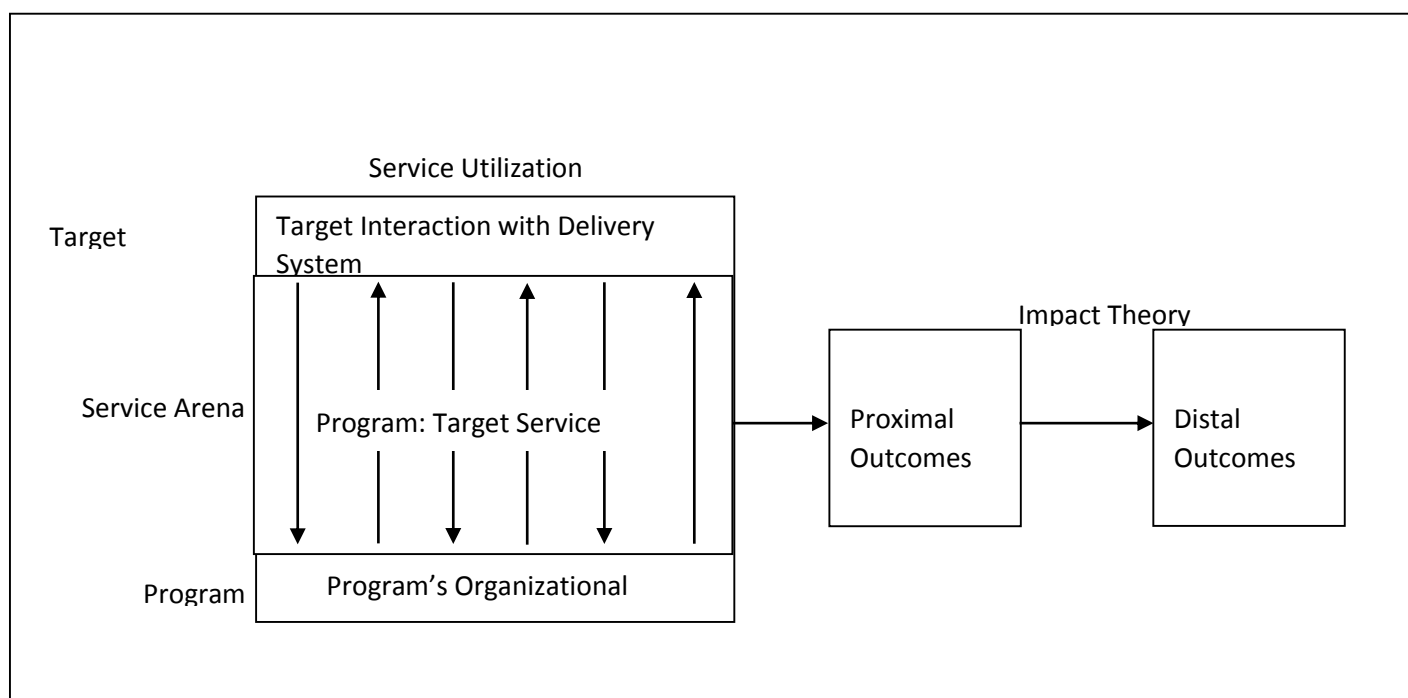 Service Utilization
Target
Target Interaction with Delivery
System
Impact Theory
Service Arena
Program: Target Service
Proximal
Outcomes
Distal
Outcomes
Program
Program’s Organizational